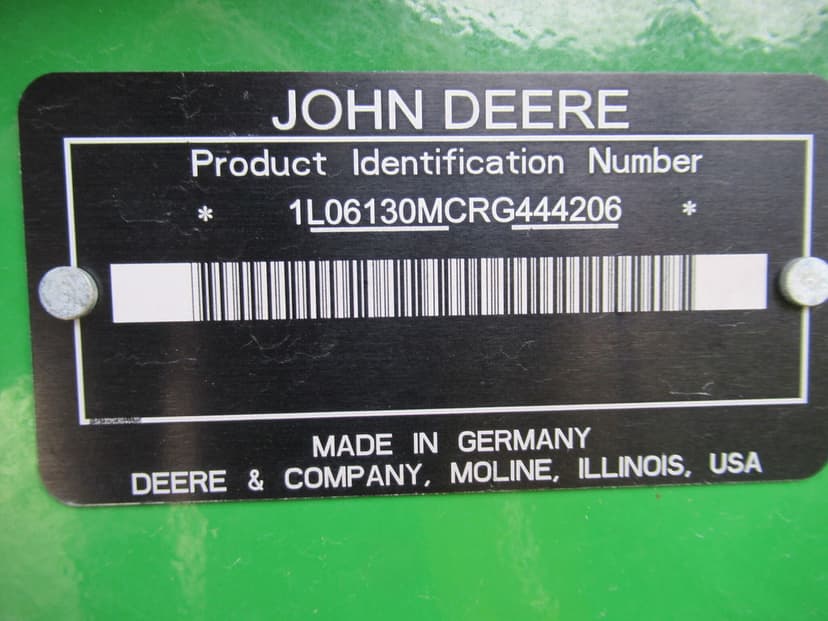 JOHN DEERE
Product Identification Number
* 1L06130MCRG444206 *
MADE IN GERMANY
DEERE & COMPANY, MOLINE, ILLINOIS, USA